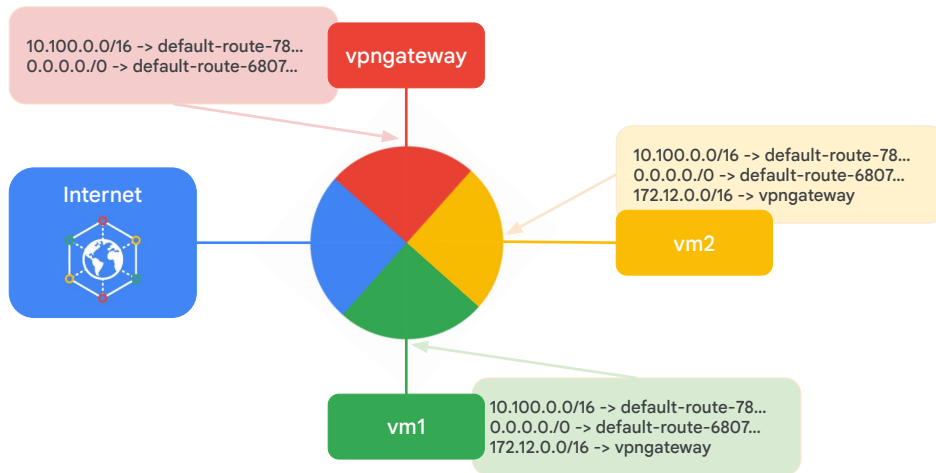 10.100.0.0/16 -> default-route-78...
0.0.0.0./0 -> default-route-6807...
vpngateway
10.100.0.0/16 -> default-route-78...
0.0.0.0./0 -> default-route-6807...
172.12.0.0/16 -> vpngateway
Internet
vm2
vm1
10.100.0.0/16 -> default-route-78...
0.0.0.0./0 -> default-route-6807...
172.12.0.0/16 -> vpngateway